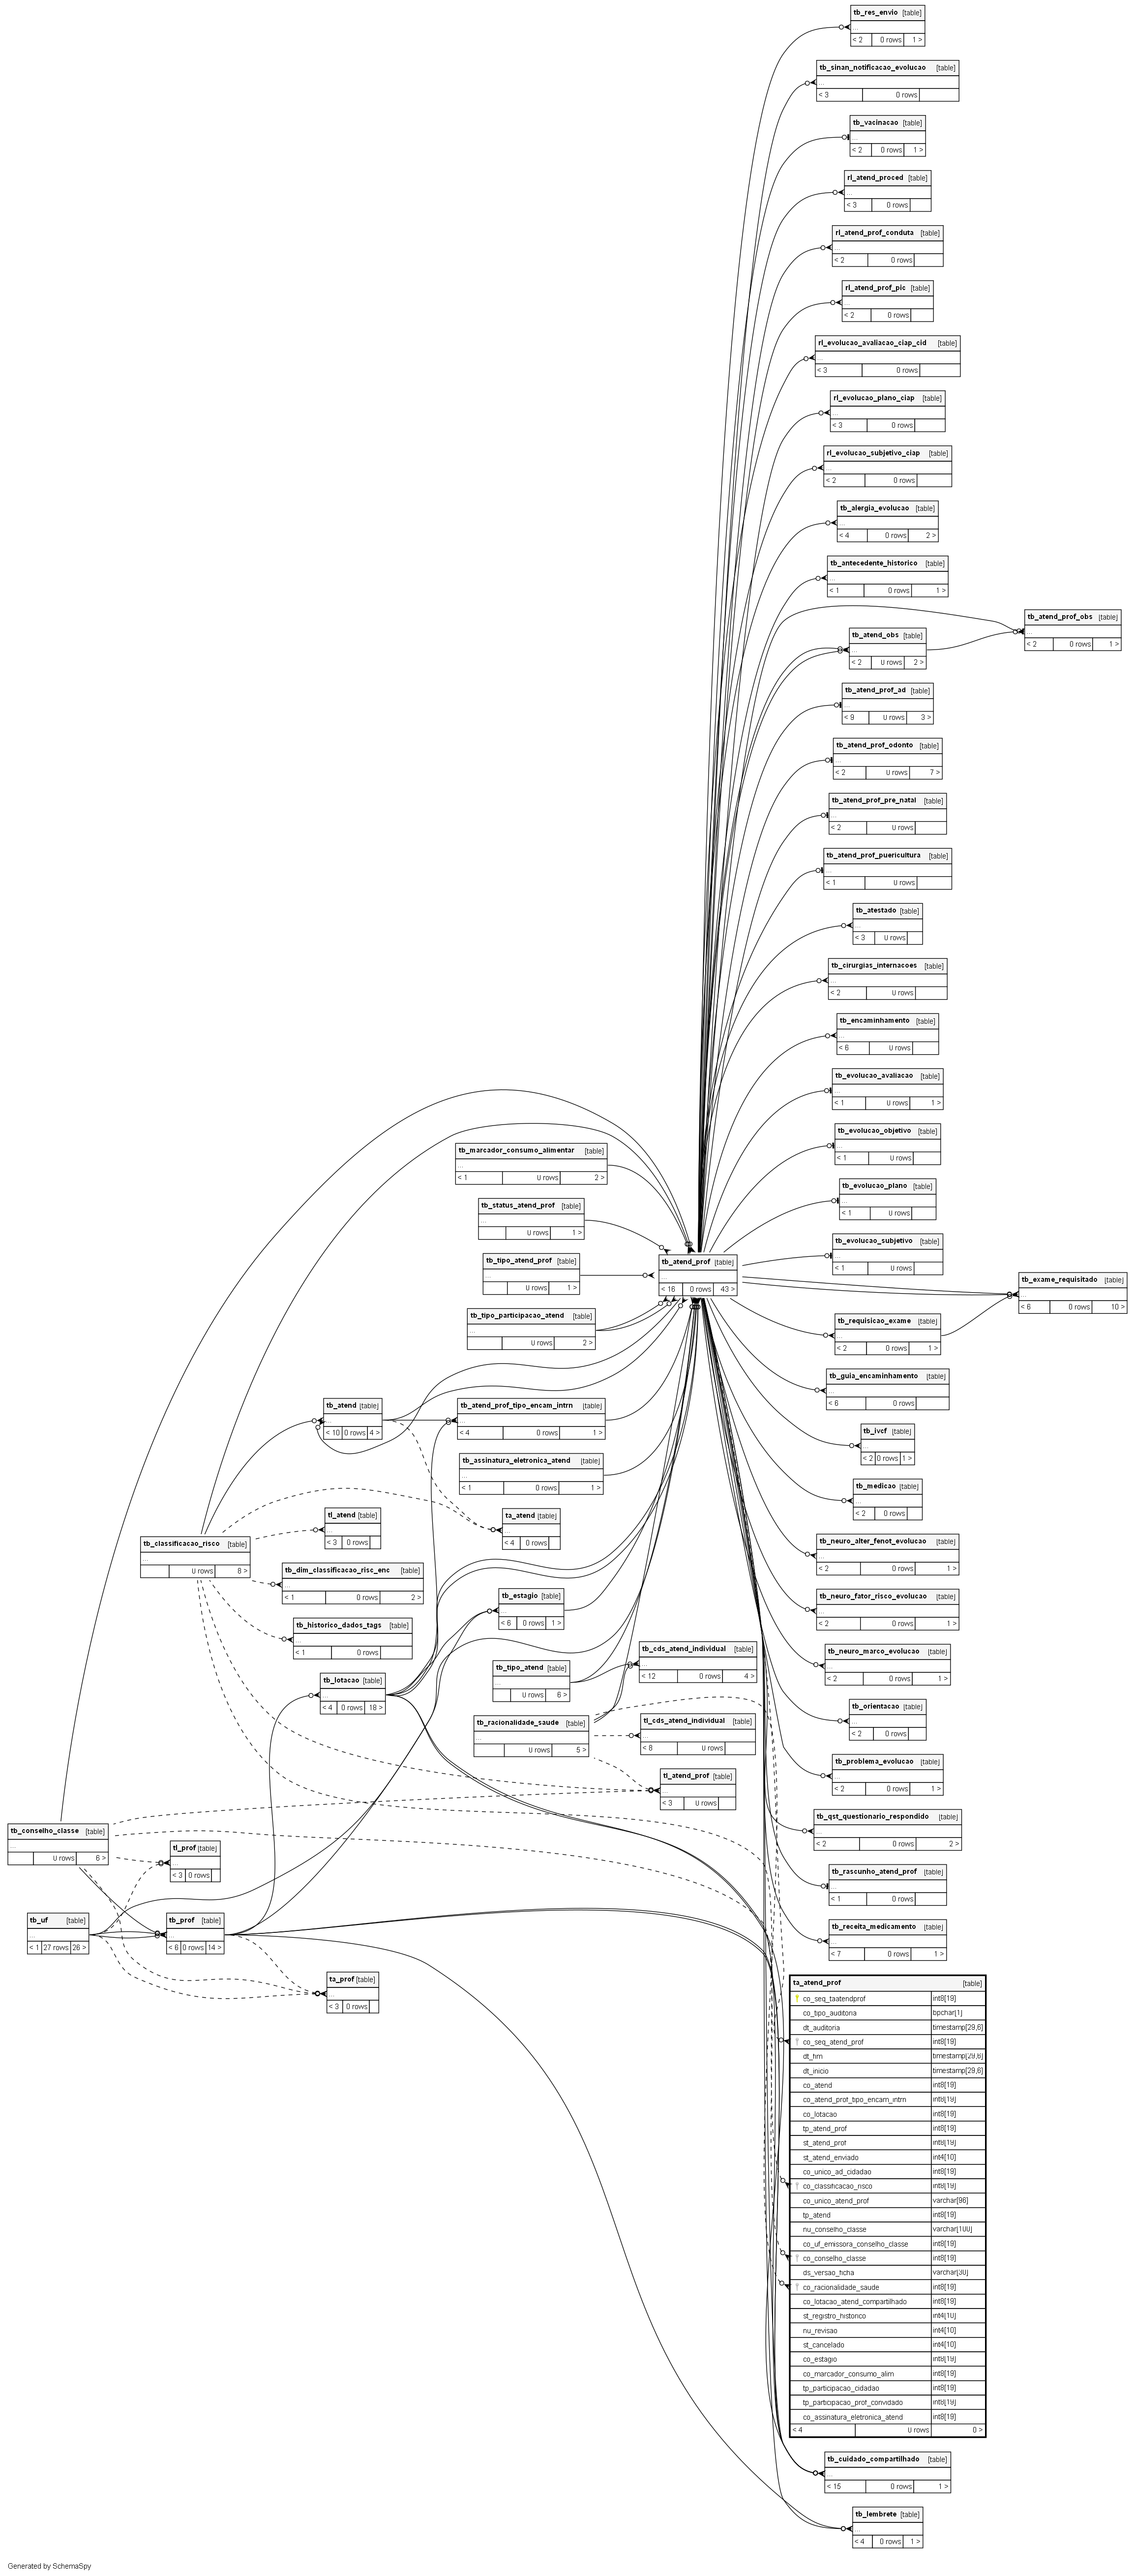 tb_res_envio [table]
...
< 2 0 rows 1 >
tb_sinan_notificacao_evolucao [table]
...
< 3 0 rows
tb_vacinacao [table]
...
< 2 0 rows 1 >
rl_atend_proced [table]
...
< 3 0 rows
rl_atend_prof_conduta [table]
...
< 2 0 rows
rl_atend_prof_pic [table]
...
< 2 0 rows
rl_evolucao_avaliacao_ciap_cid [table]
...
< 3 0 rows
rl_evolucao_plano_ciap [table]
...
< 3 0 rows
rl_evolucao_subjetivo_ciap [table]
...
< 2 0 rows
tb_alergia_evolucao [table]
...
< 4 0 rows 2 >
tb_antecedente_historico [table]
...
< 1 0 rows 1 >
tb_atend_prof_obs [table]
...
< 2 0 rows 1 >
tb_atend_obs [table]
...
< 2 0 rows 2 >
tb_atend_prof_ad [table]
...
< 9 0 rows 3 >
tb_atend_prof_odonto [table]
...
< 2 0 rows 7 >
tb_atend_prof_pre_natal [table]
...
< 2 0 rows
tb_atend_prof_puericultura [table]
...
< 1 0 rows
tb_atestado [table]
...
< 3 0 rows
tb_cirurgias_internacoes [table]
...
< 2 0 rows
tb_encaminhamento [table]
...
< 6 0 rows
tb_evolucao_avaliacao [table]
...
< 1 0 rows 1 >
tb_evolucao_objetivo [table]
...
< 1 0 rows
tb_marcador_consumo_alimentar [table]
...
< 1 0 rows 2 >
tb_evolucao_plano [table]
...
< 1 0 rows
tb_status_atend_prof [table]
...
0 rows 1 >
tb_evolucao_subjetivo [table]
...
< 1 0 rows
tb_tipo_atend_prof [table]
...
0 rows 1 >
tb_atend_prof [table]
...
< 16 0 rows 43 >
tb_exame_requisitado [table]
...
< 6 0 rows 10 >
tb_tipo_participacao_atend [table]
...
0 rows 2 >
tb_requisicao_exame [table]
...
< 2 0 rows 1 >
tb_guia_encaminhamento [table]
...
< 6 0 rows
tb_atend [table]
...
< 10 0 rows 4 >
tb_atend_prof_tipo_encam_intrn [table]
...
< 4 0 rows 1 >
tb_ivcf [table]
...
< 2 0 rows 1 >
tb_assinatura_eletronica_atend [table]
...
< 1 0 rows 1 >
tb_medicao [table]
...
< 2 0 rows
tl_atend [table]
...
< 3 0 rows
ta_atend [table]
...
< 4 0 rows
tb_classificacao_risco [table]
...
0 rows 8 >
tb_neuro_alter_fenot_evolucao [table]
...
< 2 0 rows 1 >
tb_dim_classificacao_risc_enc [table]
...
< 1 0 rows 2 >
tb_estagio [table]
...
< 6 0 rows 1 >
tb_neuro_fator_risco_evolucao [table]
...
< 2 0 rows 1 >
tb_historico_dados_tags [table]
...
< 1 0 rows
tb_cds_atend_individual [table]
...
< 12 0 rows 4 >
tb_neuro_marco_evolucao [table]
...
< 2 0 rows 1 >
tb_tipo_atend [table]
...
0 rows 6 >
tb_lotacao [table]
...
< 4 0 rows 18 >
tb_orientacao [table]
...
< 2 0 rows
tb_racionalidade_saude [table]
...
0 rows 5 >
tl_cds_atend_individual [table]
...
< 8 0 rows
tb_problema_evolucao [table]
...
< 2 0 rows 1 >
tl_atend_prof [table]
...
< 3 0 rows
tb_qst_questionario_respondido [table]
...
< 2 0 rows 2 >
tb_conselho_classe [table]
...
0 rows 6 >
tl_prof [table]
...
< 3 0 rows
tb_rascunho_atend_prof [table]
...
< 1 0 rows
tb_uf [table]
...
< 1 27 rows 26 >
tb_prof [table]
...
< 6 0 rows 14 >
tb_receita_medicamento [table]
...
< 7 0 rows 1 >
ta_prof [table]
...
< 3 0 rows
ta_atend_prof [table]
co_seq_taatendprof int8[19]
co_tipo_auditoria bpchar[1]
dt_auditoria timestamp[29,6]
co_seq_atend_prof int8[19]
dt_fim timestamp[29,6]
dt_inicio timestamp[29,6]
co_atend int8[19]
co_atend_prof_tipo_encam_intrn int8[19]
co_lotacao int8[19]
tp_atend_prof int8[19]
st_atend_prof int8[19]
st_atend_enviado int4[10]
co_unico_ad_cidadao int8[19]
co_classificacao_risco int8[19]
co_unico_atend_prof varchar[96]
tp_atend int8[19]
nu_conselho_classe varchar[100]
co_uf_emissora_conselho_classe int8[19]
co_conselho_classe int8[19]
ds_versao_ficha varchar[30]
co_racionalidade_saude int8[19]
co_lotacao_atend_compartilhado int8[19]
st_registro_historico int4[10]
nu_revisao int4[10]
st_cancelado int4[10]
co_estagio int8[19]
co_marcador_consumo_alim int8[19]
tp_participacao_cidadao int8[19]
tp_participacao_prof_convidado int8[19]
co_assinatura_eletronica_atend int8[19]
< 4 0 rows 0 >
tb_cuidado_compartilhado [table]
...
< 15 0 rows 1 >
tb_lembrete [table]
...
< 4 0 rows 1 >
Generated by SchemaSpy